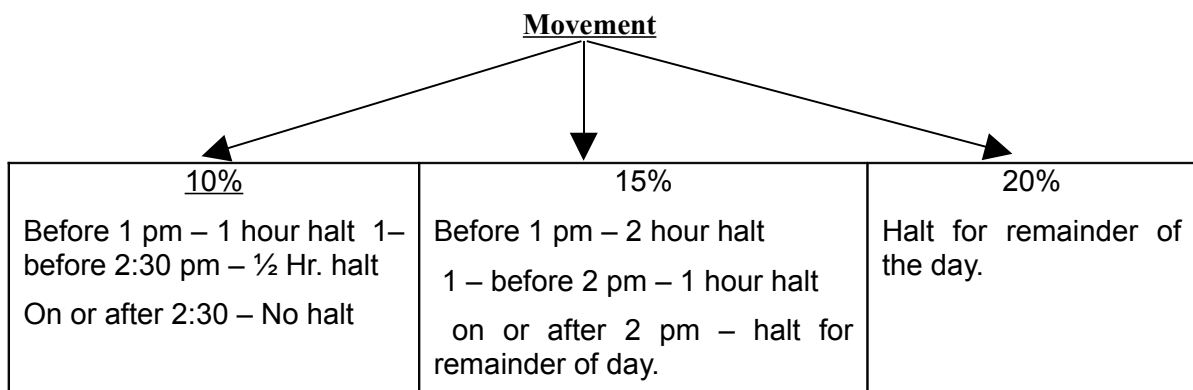 Movement
10%
Before 1 pm – 1 hour halt 1–
before 2:30 pm – ½ Hr. halt
On or after 2:30 – No halt
15%
Before 1 pm – 2 hour halt
1 – before 2 pm – 1 hour halt
on or after 2 pm – halt for
remainder of day.
20%
Halt for remainder of
the day.